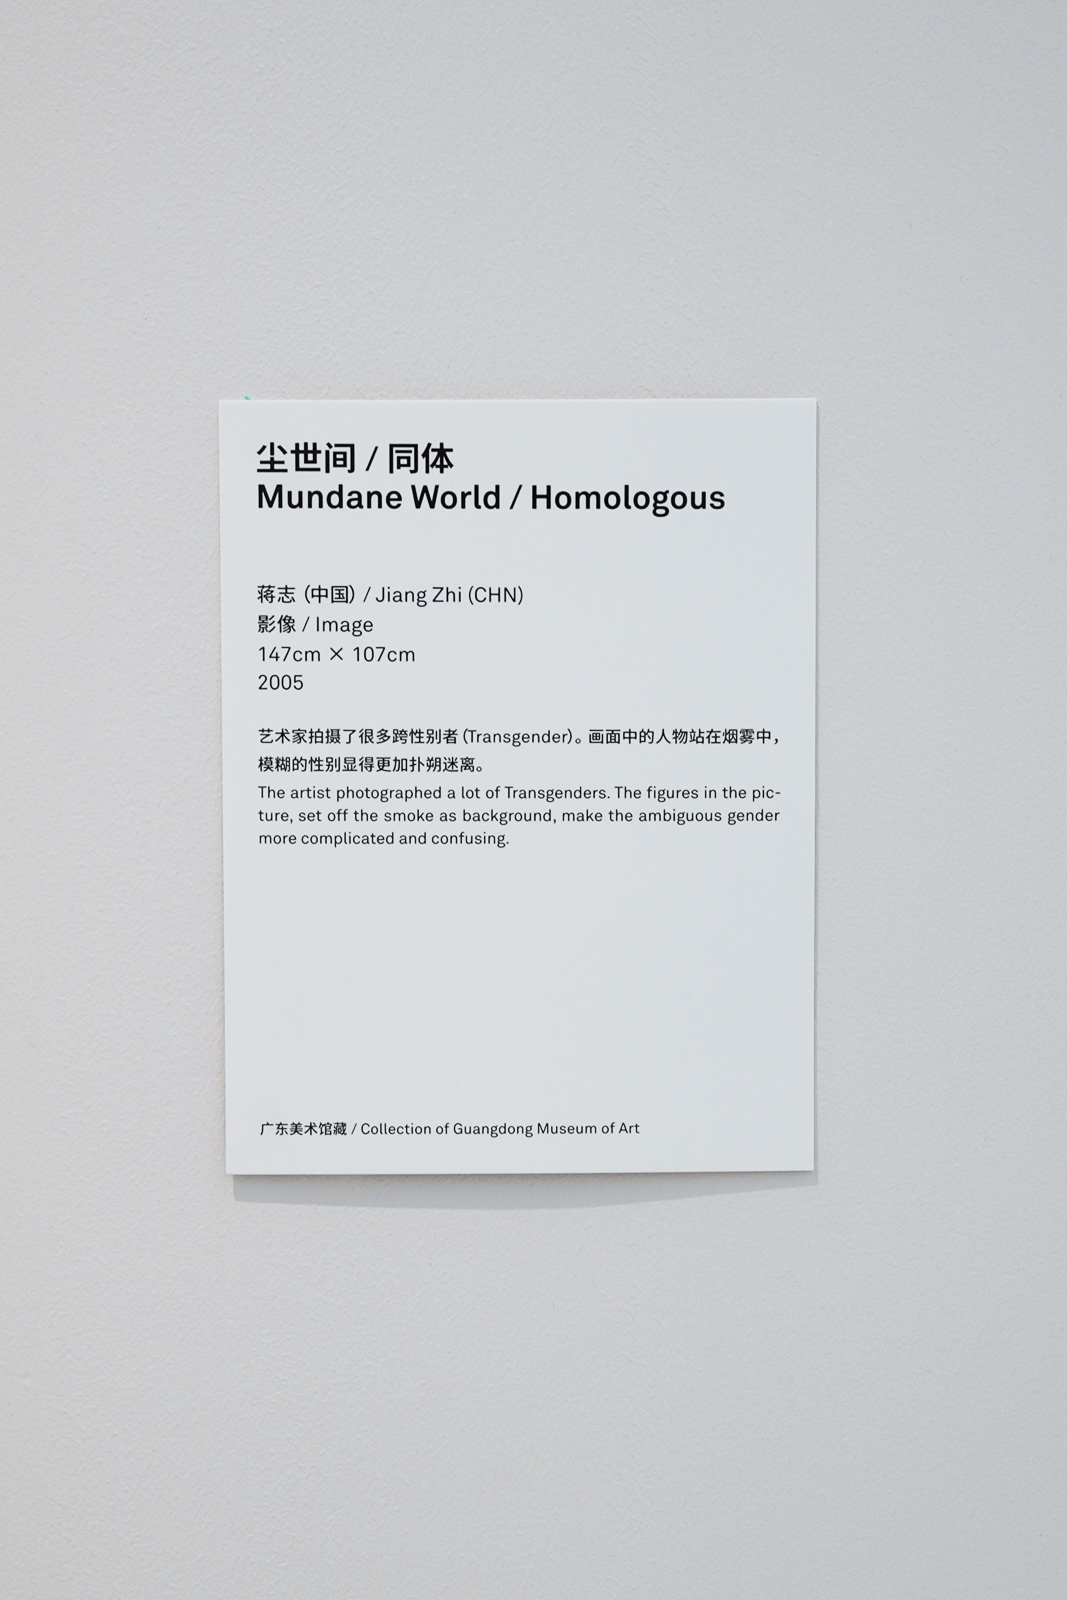 尘世间 / 同体
Mundane World / Homologous
蒋志（中国）/ Jiang Zhi (CHN)
影像 / Image
147cm × 107cm
2005
艺术家拍摄了很多跨性别者（Transgender）。画面中的人物站在烟雾中，
模糊的性别显得更加扑朔迷离。
The artist photographed a lot of Transgenders. The figures in the pic-
ture, set off the smoke as background, make the ambiguous gender
more complicated and confusing.
广东美术馆藏 / Collection of Guangdong Museum of Art